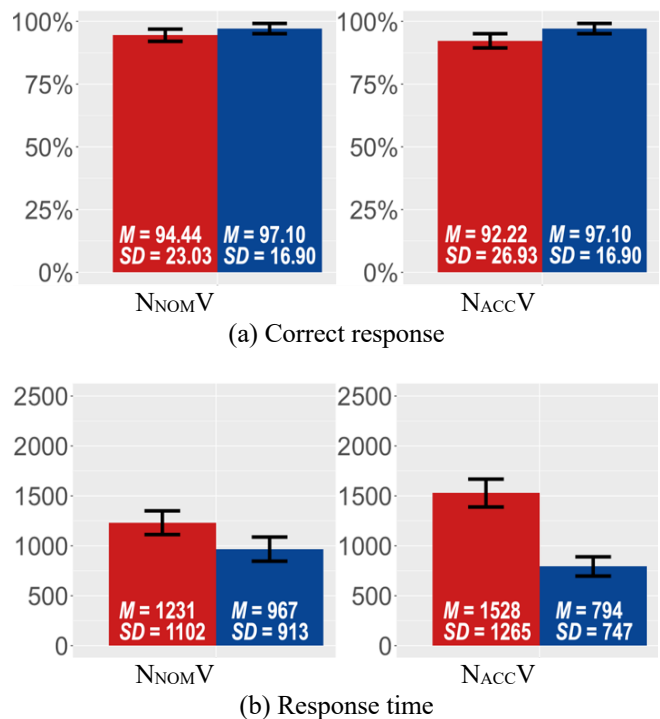 100% 100%
75% 75%
50% 50%
25% 25%
M = 94.44 M = 97.10 M = 92.22 M = 97.10
SD = 23.03 SD = 16.90 SD = 26.93 SD = 16.90
0% 0%
NNOMV NACCV
(a) Correct response
2500 2500
2000 2000
1500 1500
1000 1000
500 500
M = 1231 M = 967 M = 1528 M = 794
SD = 1102 SD = 913 SD = 1265 SD = 747
0 0
NNOMV NACCV
(b) Response time